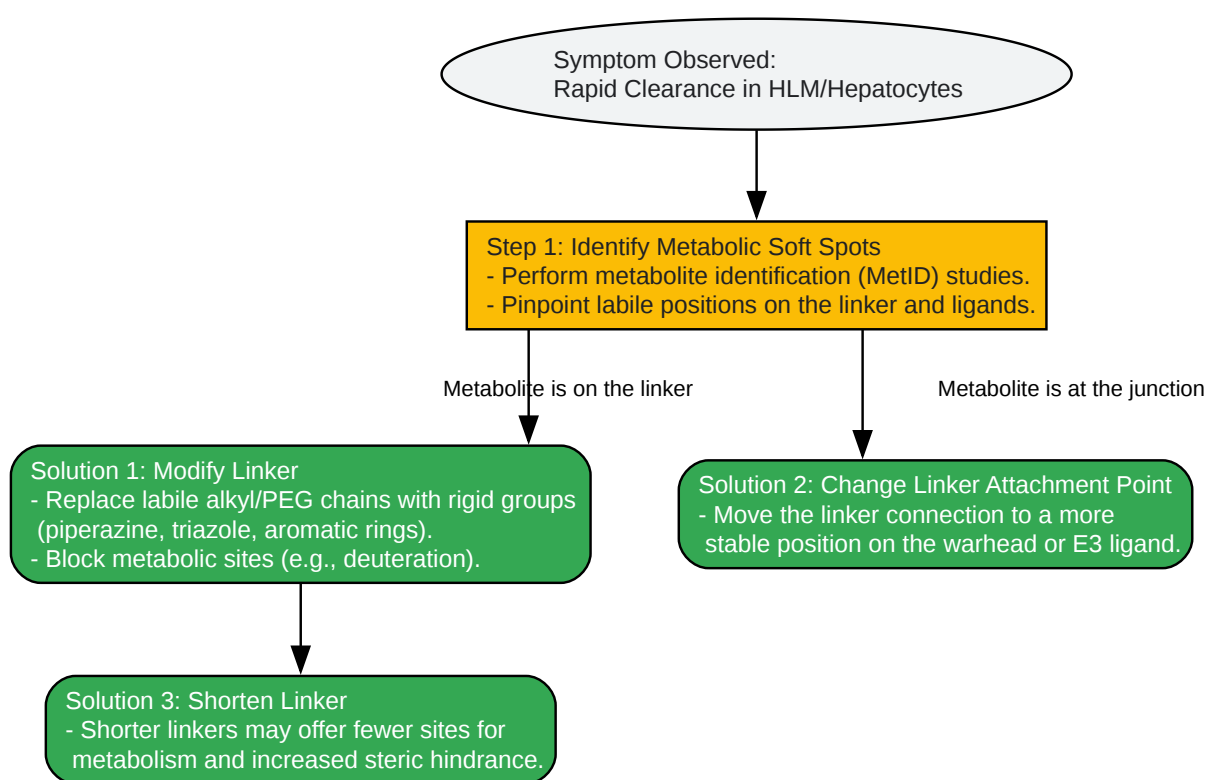 Symptom Observed:
Rapid Clearance in HLM/Hepatocytes
Step 1: Identify Metabolic Soft Spots
- Perform metabolite identification (MetID) studies.
- Pinpoint labile positions on the linker and ligands.
Metabolite is on the linker
Metabolite is at the junction
Solution 1: Modify Linker
- Replace labile alkyl/PEG chains with rigid groups
(piperazine, triazole, aromatic rings).
- Block metabolic sites (e.g., deuteration).
Solution 2: Change Linker Attachment Point
- Move the linker connection to a more
stable position on the warhead or E3 ligand.
Solution 3: Shorten Linker
- Shorter linkers may offer fewer sites for
metabolism and increased steric hindrance.